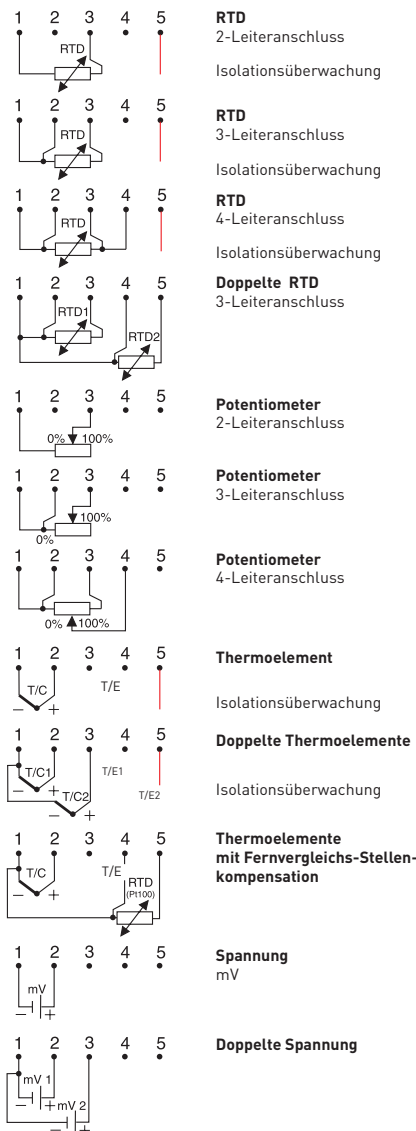 1 2 3 4 5
RTD
RTD
2-Leiteranschluss
Isolationsüberwachung
1 2 3 4 5
RTD
RTD
3-Leiteranschluss
Isolationsüberwachung
1 2 3 4 5
RTD
RTD
4-Leiteranschluss
Isolationsüberwachung
1 2 3 4 5
RTD1
RTD2
Doppelte RTD
3-Leiteranschluss
1 2 3 4 5
0% 100%
Potentiometer
2-Leiteranschluss
1 2 3 4 5
100%
0%
Potentiometer
3-Leiteranschluss
1 2 3 4 5
0% 100%
Potentiometer
4-Leiteranschluss
1 2 3 4 5
T/C
T/E
– +
Thermoelement
Isolationsüberwachung
1 2 3 4 5
T/C1
T/E1
– +
T/C2
T/E2
– +
Doppelte Thermoelemente
Isolationsüberwachung
1 2 3 4 5
T/C
T/E
RTD
(Pt100)
– +
Thermoelemente
mit Fernvergleichs-Stellen-
kompensation
1 2 3 4 5
mV
– +
Spannung
mV
1 2 3 4 5
mV 1
– +
mV 2
– +
Doppelte Spannung